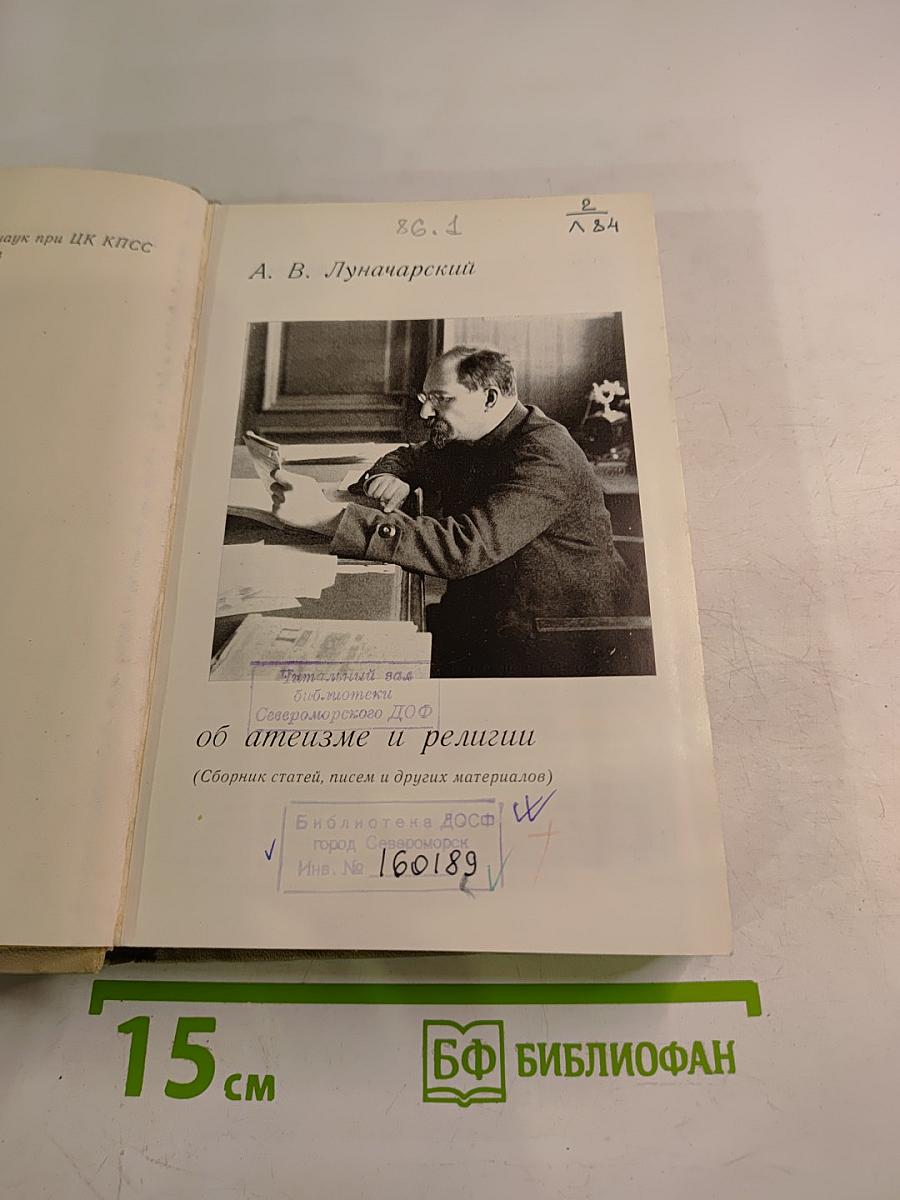 наук при ЦК КПСС
86.1
2
Л 84
А. В. Луначарский
Читальный зал
библиотеки
Североморского ДОФ
об атеизме и религии
(Сборник статей, писем и других материалов)
Библиотека ДОСФ
город Североморск
Инв. № 160189
15 см
БФ БИБЛИОФАН